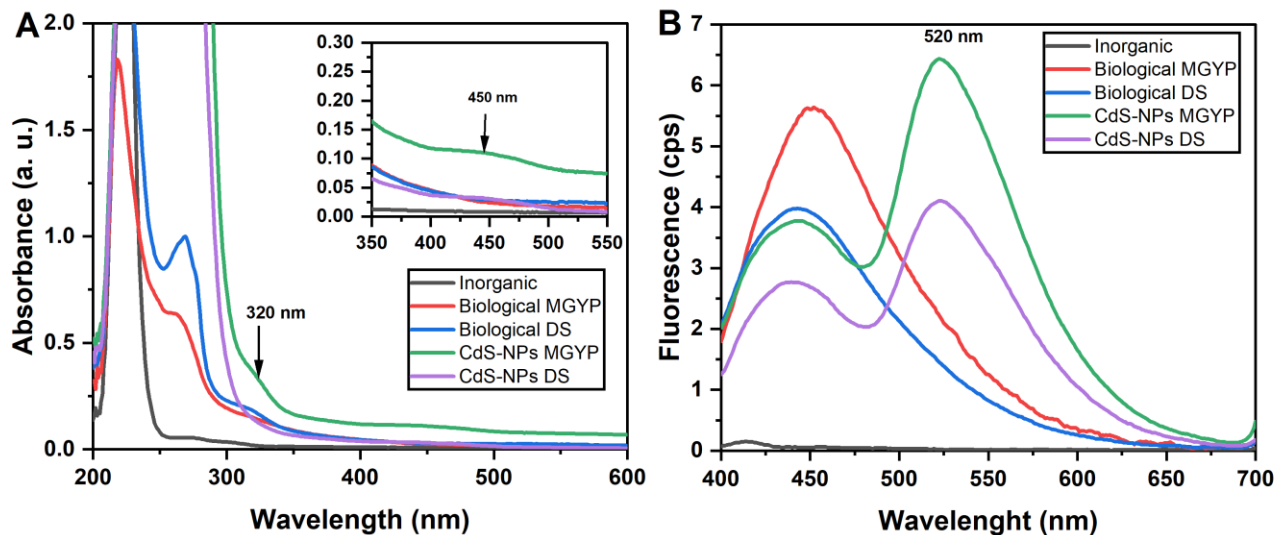 A
Absorbance (a. u.)
2.0
1.5
1.0
0.5
0.0
200 300 400 500 600
Wavelength (nm)
320 nm
0.30
0.25
0.20
0.15
0.10
0.05
0.00
350 400 450 500 550
450 nm
Inorganic
Biological MGYP
Biological DS
CdS-NPs MGYP
CdS-NPs DS
B
Fluorescence (cps)
7
6
5
4
3
2
1
0
400 450 500 550 600 650 700
Wavelenght (nm)
520 nm
Inorganic
Biological MGYP
Biological DS
CdS-NPs MGYP
CdS-NPs DS